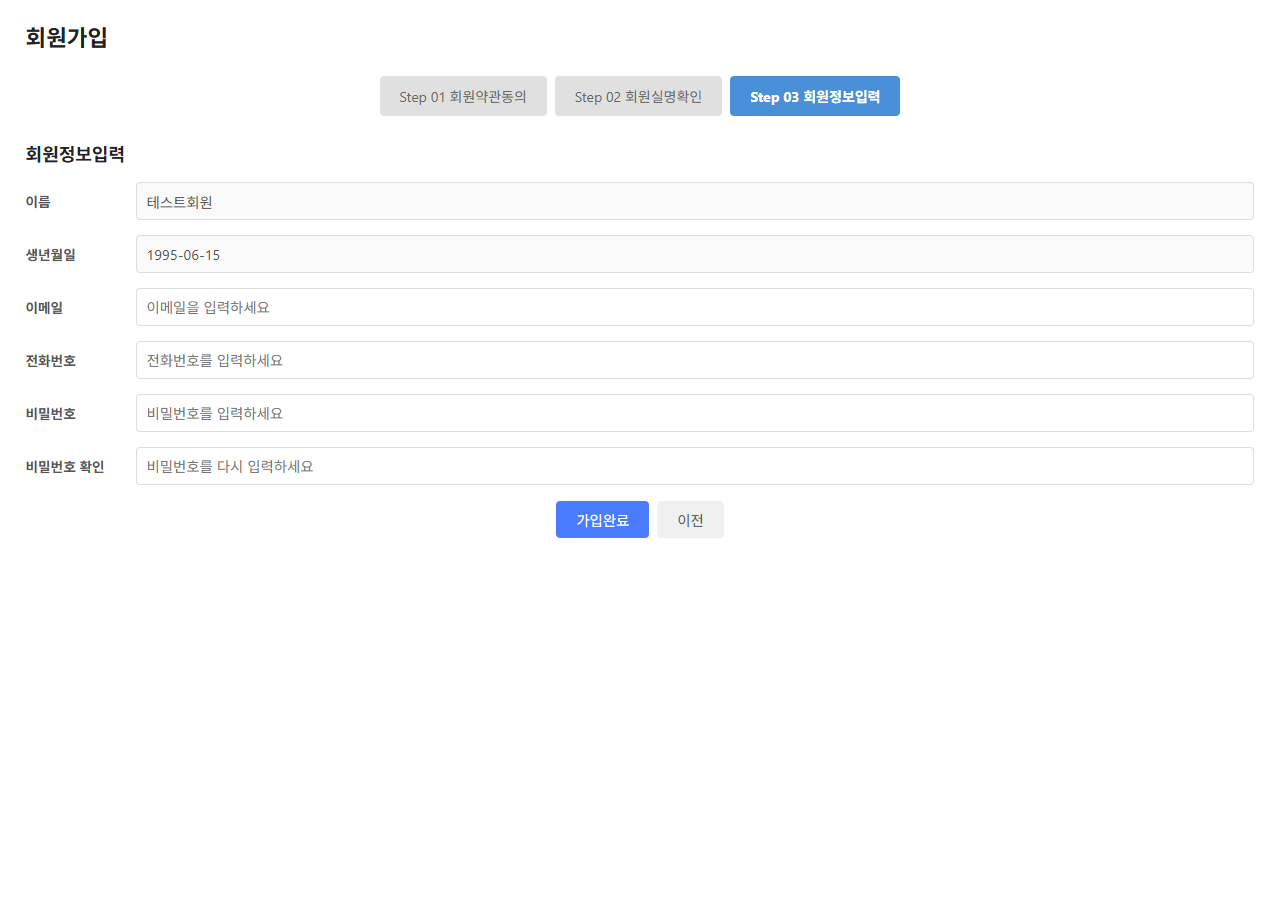 회원가입
Step 01 회원약관동의 Step 02 회원실명확인 Step 03 회원정보입력
회원정보입력
이름 테스트회원
생년월일 1995-06-15
이메일 이메일을 입력하세요
전화번호 전화번호를 입력하세요
비밀번호 비밀번호를 입력하세요
비밀번호 확인 비밀번호를 다시 입력하세요
가입완료 이전